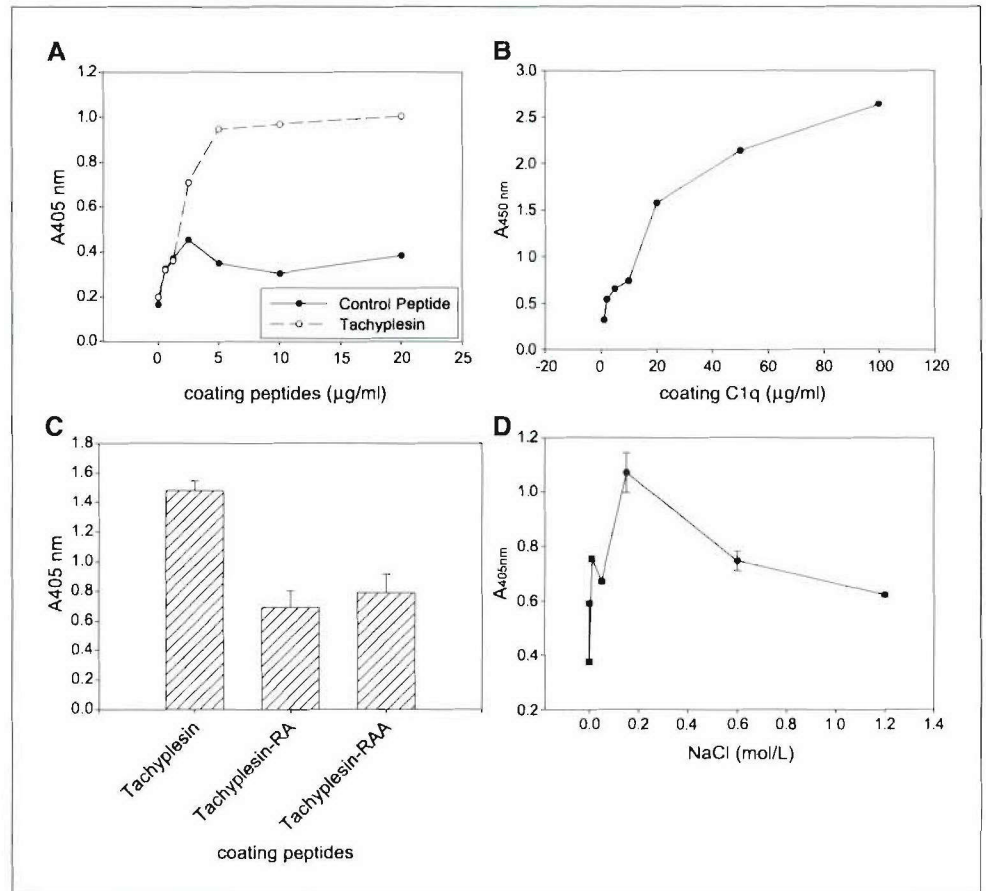 A
1.2
1.0
0.8
0.6
0.4
0.2
0.0
A405 nm
0 5 10 15 20 25
coating peptides (µg/ml)
Control Peptide
Tachyplesin
B
3.0
2.5
2.0
1.5
1.0
0.5
0.0
A450 nm
-20 0 20 40 60 80 100 120
coating C1q (µg/ml)
C
1.8
1.6
1.4
1.2
1.0
0.8
0.6
0.4
0.2
0.0
A405 nm
Tachyplesin
Tachyplesin-RA
Tachyplesin-RAA
coating peptides
D
1.2
1.0
0.8
0.6
0.4
0.2
A405nm
0.0 0.2 0.4 0.6 0.8 1.0 1.2 1.4
NaCl (mol/L)